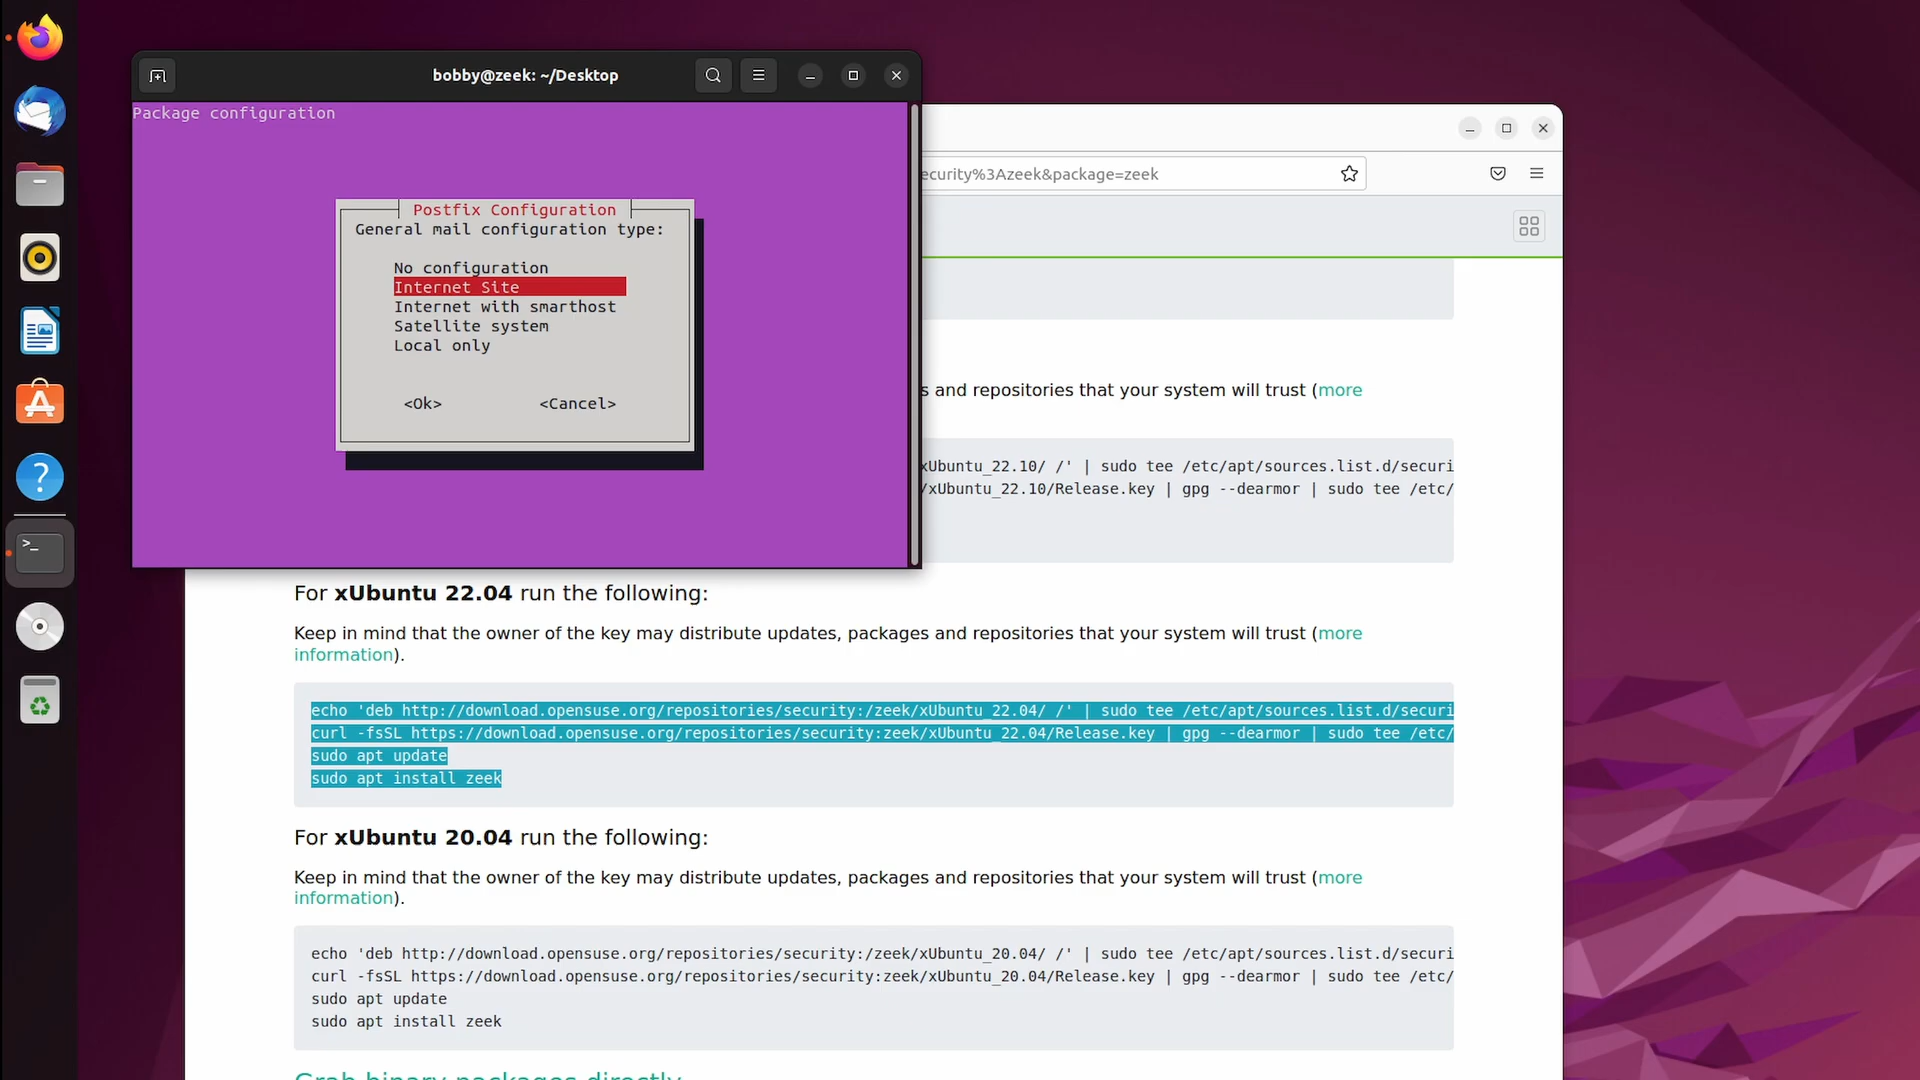 bobby@zeek: ~/Desktop
Package configuration
Postfix Configuration
General mail configuration type:
No configuration
Internet Site
Internet with smarthost
Satellite system
Local only
<Ok> <Cancel>
ecurity%3Azeek&package=zeek
s and repositories that your system will trust (more
xUbuntu_22.10/ /' | sudo tee /etc/apt/sources.list.d/securi
/xUbuntu_22.10/Release.key | gpg --dearmor | sudo tee /etc/
For xUbuntu 22.04 run the following:
Keep in mind that the owner of the key may distribute updates, packages and repositories that your system will trust (more
information).
echo 'deb http://download.opensuse.org/repositories/security:/zeek/xUbuntu_22.04/ /' | sudo tee /etc/apt/sources.list.d/securi
curl -fsSL https://download.opensuse.org/repositories/security:zeek/xUbuntu_22.04/Release.key | gpg --dearmor | sudo tee /etc/
sudo apt update
sudo apt install zeek
For xUbuntu 20.04 run the following:
Keep in mind that the owner of the key may distribute updates, packages and repositories that your system will trust (more
information).
echo 'deb http://download.opensuse.org/repositories/security:/zeek/xUbuntu_20.04/ /' | sudo tee /etc/apt/sources.list.d/securi
curl -fsSL https://download.opensuse.org/repositories/security:zeek/xUbuntu_20.04/Release.key | gpg --dearmor | sudo tee /etc/
sudo apt update
sudo apt install zeek
Grab binary packages directly